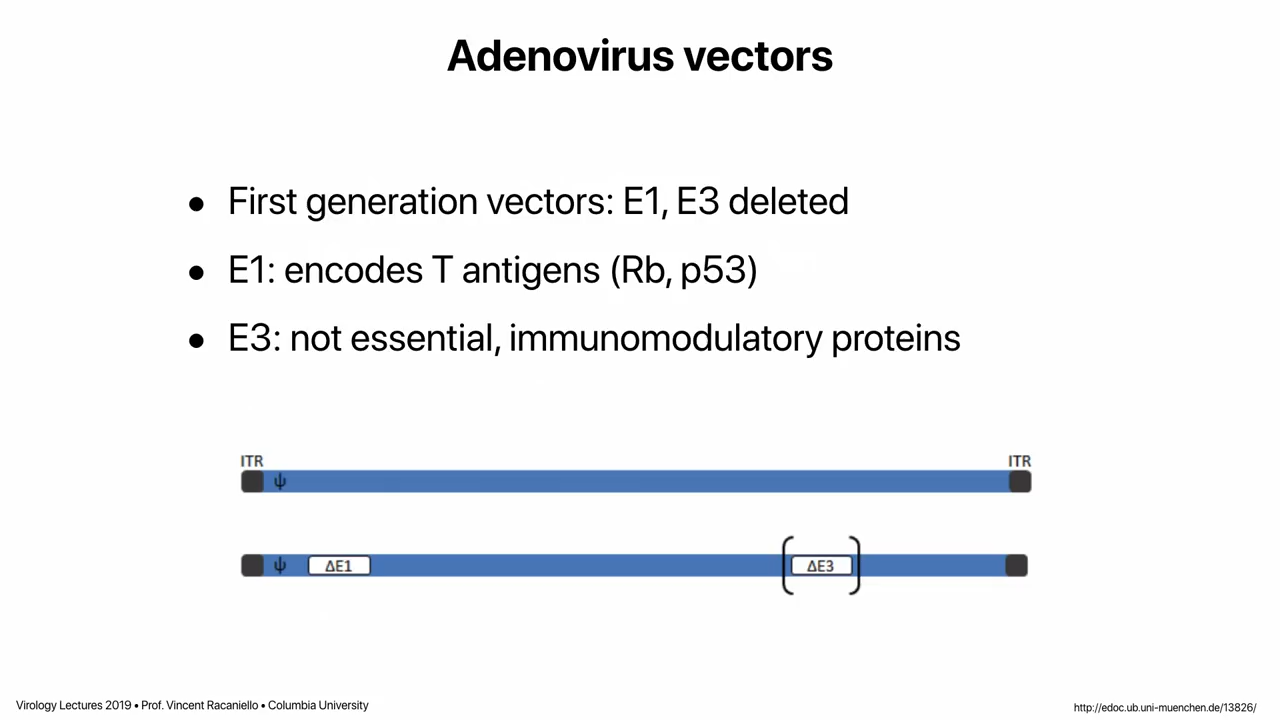 Adenovirus vectors
• First generation vectors: E1, E3 deleted
• E1: encodes T antigens (Rb, p53)
• E3: not essential, immunomodulatory proteins
ITR ITR
ψ
ψ ΔE1 ΔE3
Virology Lectures 2019 • Prof. Vincent Racaniello • Columbia University
http://edoc.ub.uni-muenchen.de/13826/